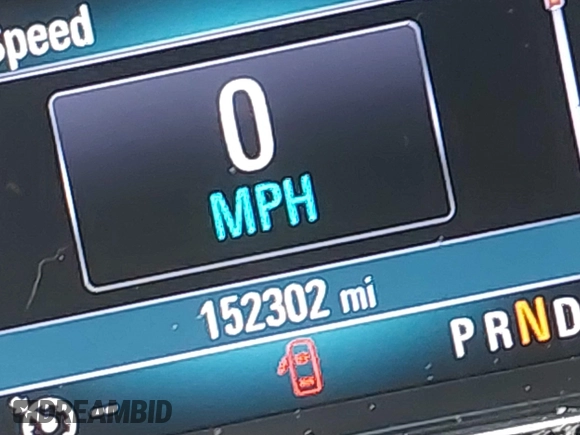 Speed
0
MPH
152302 mi
PRND
DREAMBID